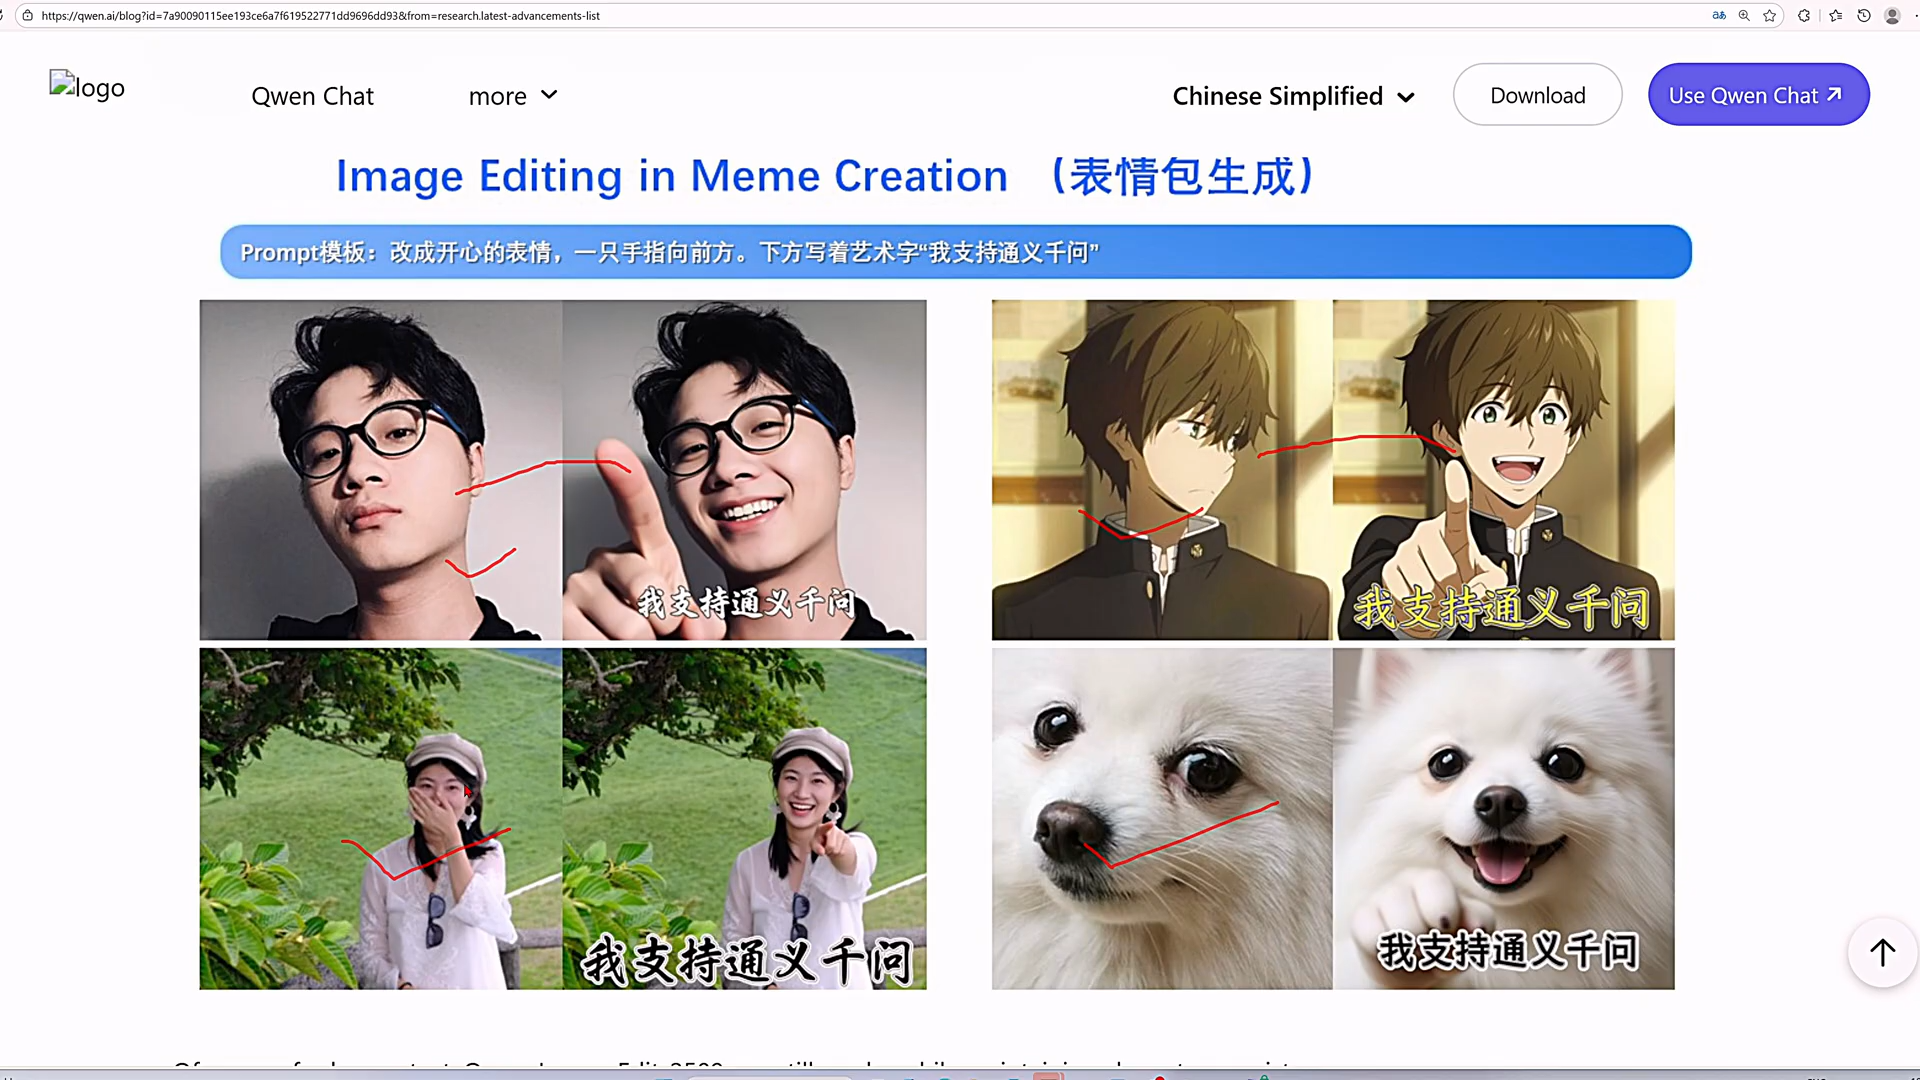 https://qwen.ai/blog?id=7a90090115ee193ce6a7f619522771dd9696dd93&from=research.latest-advancements-list
logo
Qwen Chat
more
Chinese Simplified
Download
Use Qwen Chat
Image Editing in Meme Creation （表情包生成）
Prompt模板：改成开心的表情，一只手指向前方。下方写着艺术字“我支持通义千问”
我支持通义千问
我支持通义千问
我支持通义千问
我支持通义千问